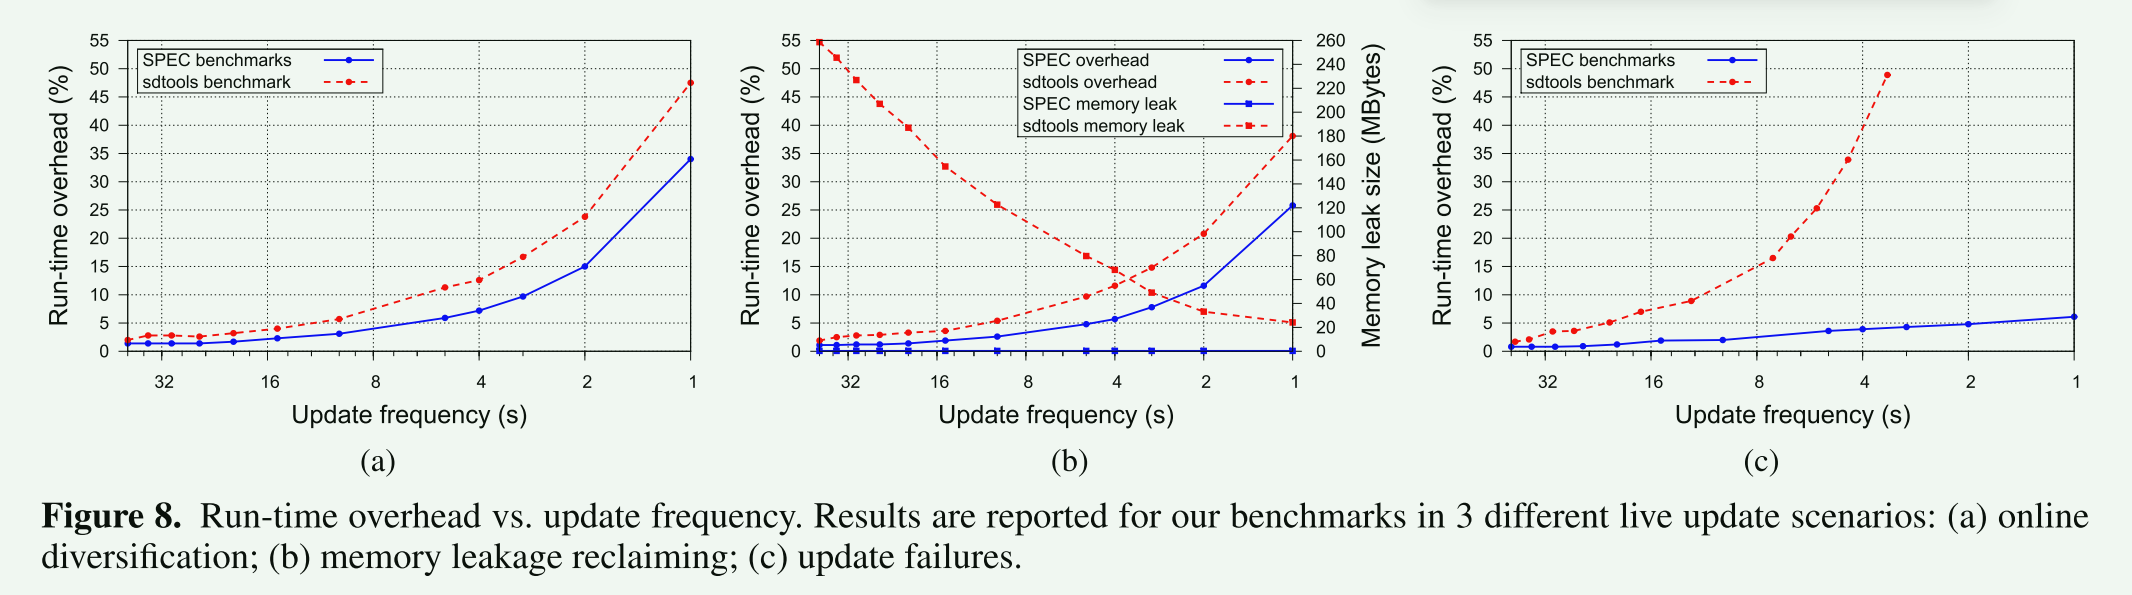 Run-time overhead (%)
55
50
45
40
35
30
25
20
15
10
5
0
SPEC benchmarks
sdtools benchmark
32 16 8 4 2 1
Update frequency (s)
(a)
Run-time overhead (%)
55
50
45
40
35
30
25
20
15
10
5
0
SPEC overhead
sdtools overhead
SPEC memory leak
sdtools memory leak
260
240
220
200
180
160
140
120
100
80
60
40
20
0
Memory leak size (MBytes)
32 16 8 4 2 1
Update frequency (s)
(b)
Run-time overhead (%)
55
50
45
40
35
30
25
20
15
10
5
0
SPEC benchmarks
sdtools benchmark
32 16 8 4 2 1
Update frequency (s)
(c)
Figure 8. Run-time overhead vs. update frequency. Results are reported for our benchmarks in 3 different live update scenarios: (a) online
diversification; (b) memory leakage reclaiming; (c) update failures.